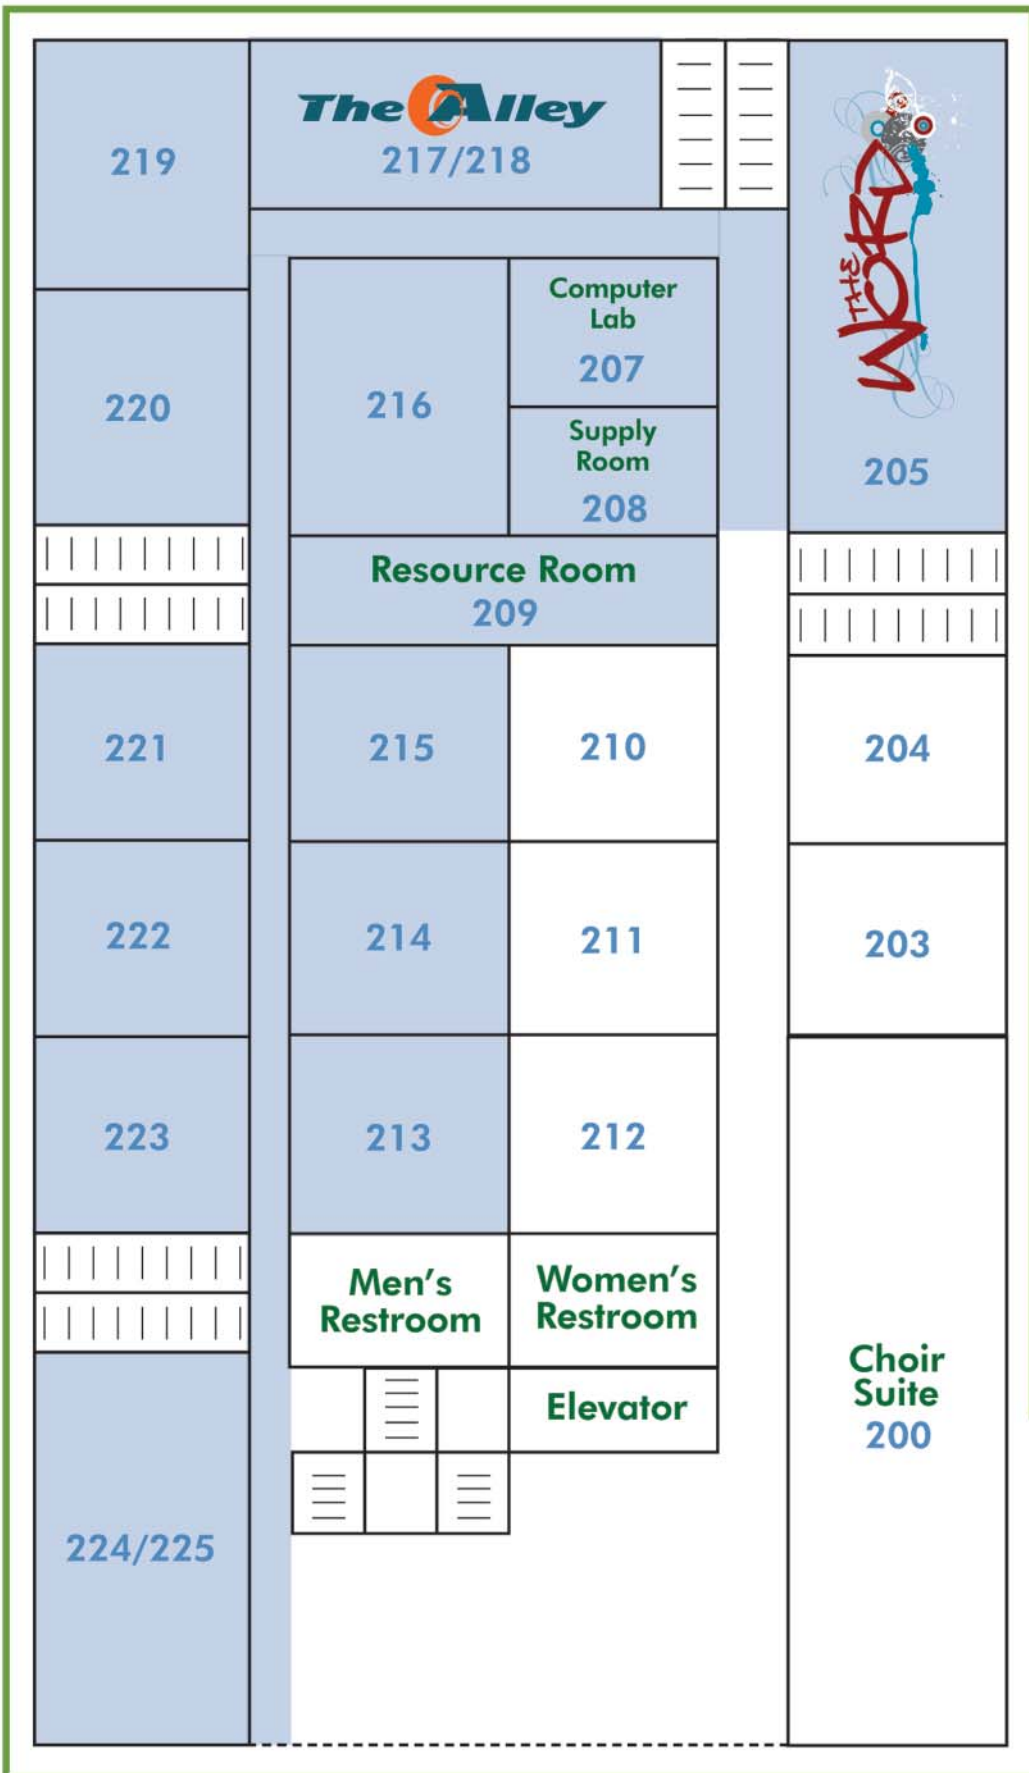 The Alley
217/218
219
THE
WORD
205
Computer
Lab
207
220
216
Supply
Room
208
Resource Room
209
221
215
210
204
222
214
211
203
223
213
212
Men's
Restroom
Women's
Restroom
Elevator
Choir
Suite
200
224/225